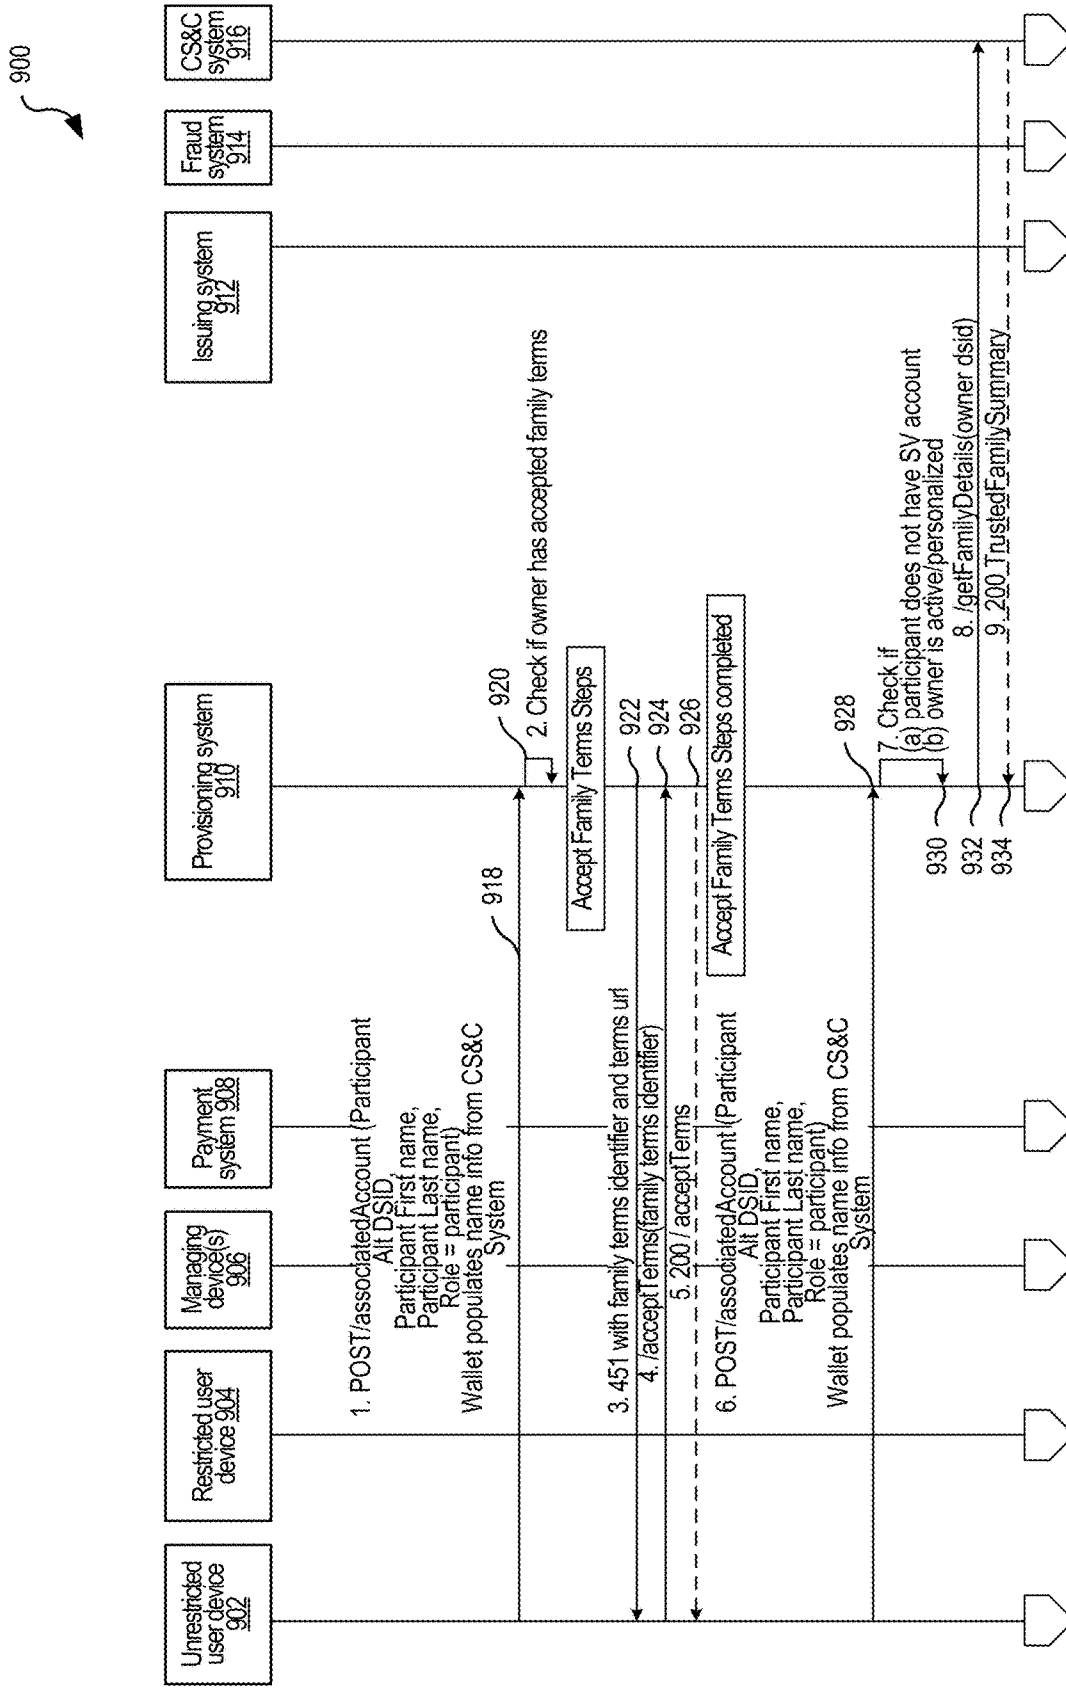 900
Unrestricted
user device
902
Restricted user
device 904
Managing
device(s)
906
Payment
system 908
Provisioning system
910
Issuing system
912
Fraud
system
914
CS&C
system
916
1. POST/associatedAccount (Participant
Alt DSID,
Participant First name,
Participant Last name,
Role = participant)
Wallet populates name info from CS&C
System
918
920
2. Check if owner has accepted family terms
Accept Family Terms Steps
3. 451 with family terms identifier and terms url
922
4. /acceptTerms(family terms identifier)
924
5. 200 / acceptTerms
926
Accept Family Terms Steps completed
6. POST/associatedAccount (Participant
Alt DSID,
Participant First name,
Participant Last name,
Role = participant)
Wallet populates name info from CS&C
System
928
7. Check if
(a) participant does not have SV account
(b) owner is active/personalized
930
8. /getFamilyDetails(owner dsid)
932
9. 200 TrustedFamilySummary
934